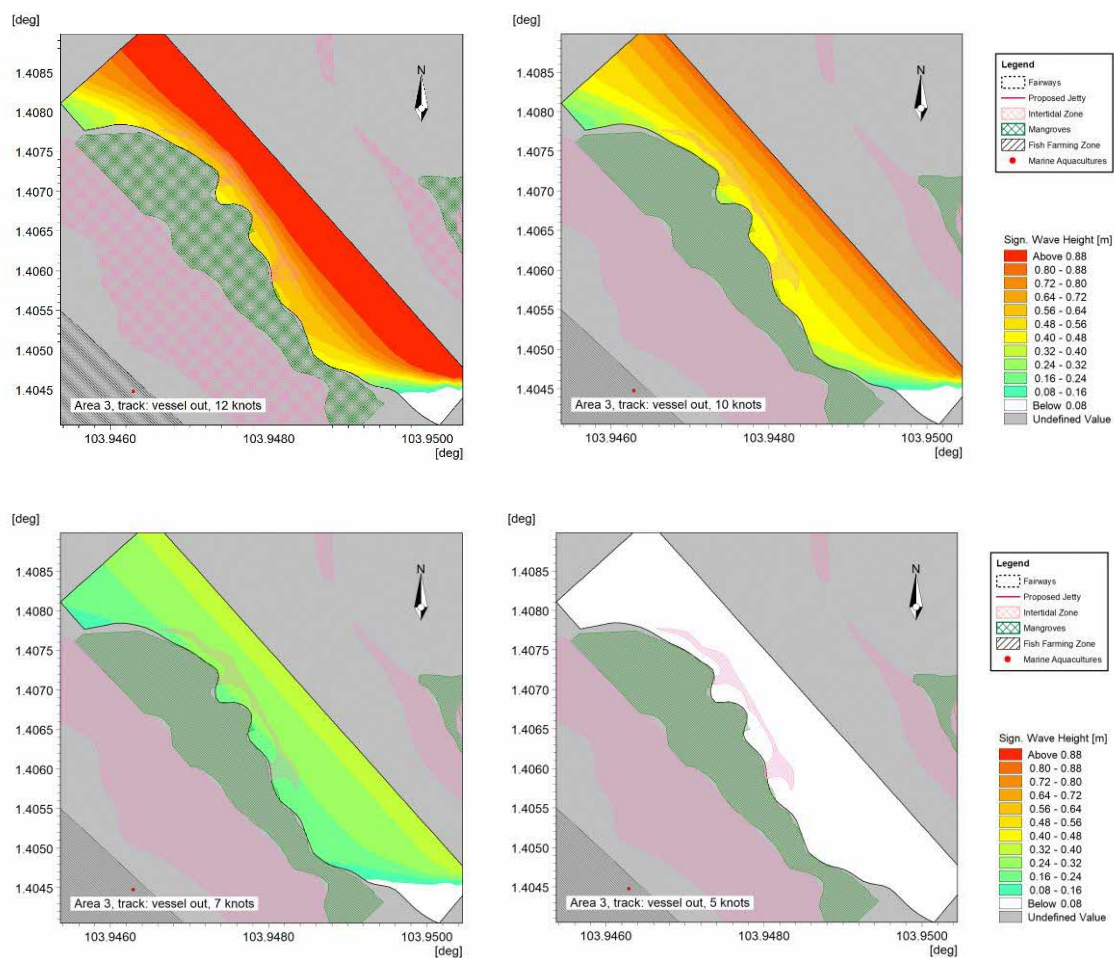 [deg]
1.4085
1.4080
1.4075
1.4070
1.4065
1.4060
1.4055
1.4050
1.4045
N
Area 3, track: vessel out, 12 knots
103.9460 103.9480 103.9500
[deg]
[deg]
1.4085
1.4080
1.4075
1.4070
1.4065
1.4060
1.4055
1.4050
1.4045
N
Area 3, track: vessel out, 10 knots
103.9460 103.9480 103.9500
[deg]
Legend
Fairways
Proposed Jetty
Intertidal Zone
Mangroves
Fish Farming Zone
Marine Aquacultures
Sign. Wave Height [m]
Above 0.88
0.80 - 0.88
0.72 - 0.80
0.64 - 0.72
0.56 - 0.64
0.48 - 0.56
0.40 - 0.48
0.32 - 0.40
0.24 - 0.32
0.16 - 0.24
0.08 - 0.16
Below 0.08
Undefined Value
[deg]
1.4085
1.4080
1.4075
1.4070
1.4065
1.4060
1.4055
1.4050
1.4045
N
Area 3, track: vessel out, 7 knots
103.9460 103.9480 103.9500
[deg]
[deg]
1.4085
1.4080
1.4075
1.4070
1.4065
1.4060
1.4055
1.4050
1.4045
N
Area 3, track: vessel out, 5 knots
103.9460 103.9480 103.9500
[deg]
Legend
Fairways
Proposed Jetty
Intertidal Zone
Mangroves
Fish Farming Zone
Marine Aquacultures
Sign. Wave Height [m]
Above 0.88
0.80 - 0.88
0.72 - 0.80
0.64 - 0.72
0.56 - 0.64
0.48 - 0.56
0.40 - 0.48
0.32 - 0.40
0.24 - 0.32
0.16 - 0.24
0.08 - 0.16
Below 0.08
Undefined Value